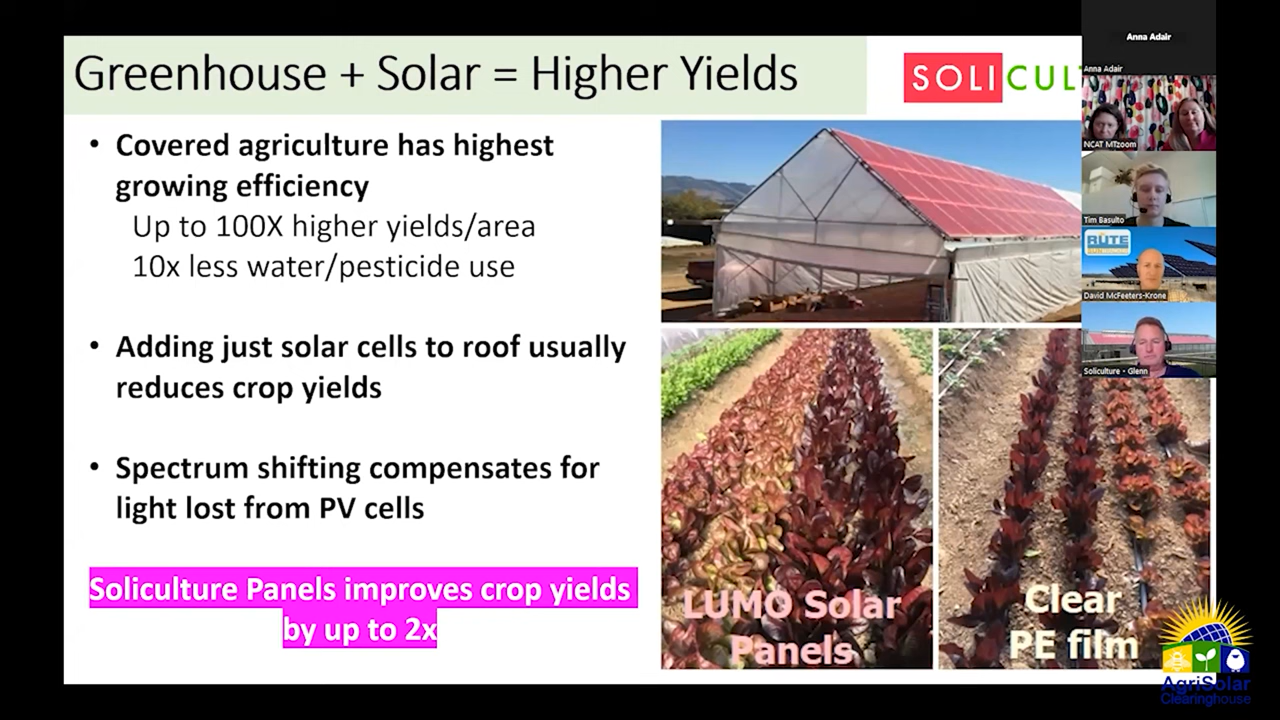 Greenhouse + Solar = Higher Yields
SOLICUL
• Covered agriculture has highest
growing efficiency
Up to 100X higher yields/area
10x less water/pesticide use
• Adding just solar cells to roof usually
reduces crop yields
• Spectrum shifting compensates for
light lost from PV cells
Soliculture Panels improves crop yields
by up to 2x
LUMO Solar
Panels
Clear
PE film
Anna Adair
Anna Adair
NCAT MTzoom
Tim Basulto
RUTE
David McFeeters-Krone
Soliculture - Glenn
AgriSolar
Clearinghouse